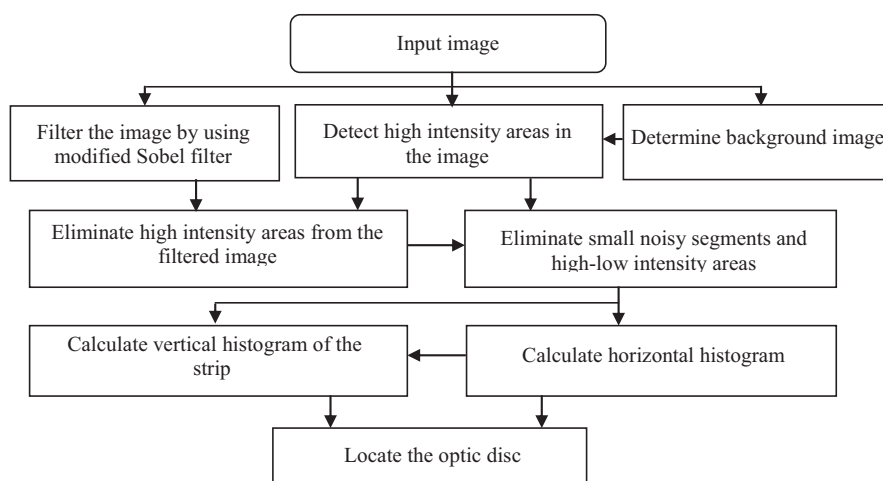 Input image
Filter the image by using
modified Sobel filter
Detect high intensity areas in
the image
Determine background image
Eliminate high intensity areas from the
filtered image
Eliminate small noisy segments and
high-low intensity areas
Calculate vertical histogram of the
strip
Calculate horizontal histogram
Locate the optic disc